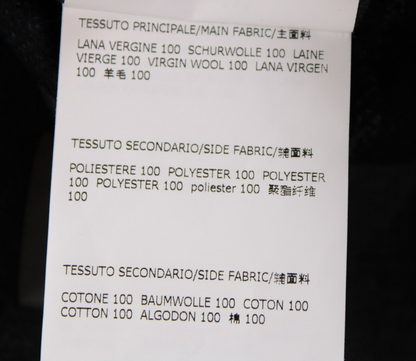 TESSUTO PRINCIPALE/MAIN FABRIC/主面料
LANA VERGINE 100 SCHURWOLLE 100 LAINE
VIERGE 100 VIRGIN WOOL 100 LANA VIRGEN
100 羊毛 100
TESSUTO SECONDARIO/SIDE FABRIC/辅面料
POLIESTERE 100 POLYESTER 100 POLYESTER
100 POLYESTER 100 poliester 100 聚酯纤维
100
TESSUTO SECONDARIO/SIDE FABRIC/辅面料
COTONE 100 BAUMWOLLE 100 COTON 100
COTTON 100 ALGODON 100 棉 100